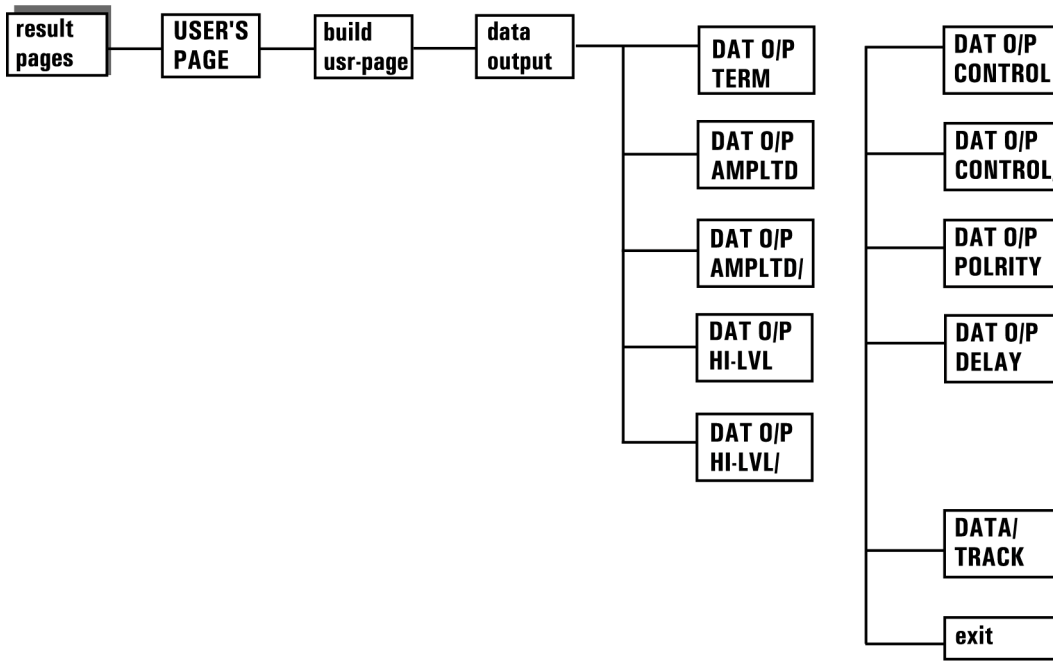 result
pages
USER'S
PAGE
build
usr-page
data
output
DAT O/P
TERM
DAT O/P
AMPLTD
DAT O/P
AMPLTD/
DAT O/P
HI-LVL
DAT O/P
HI-LVL/
DAT O/P
CONTROL
DAT O/P
CONTROL/
DAT O/P
POLRITY
DAT O/P
DELAY
DATA/
TRACK
exit